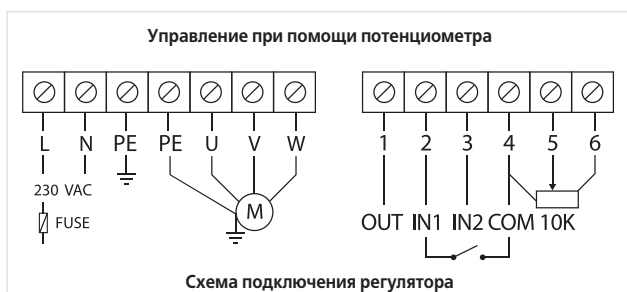 Управление при помощи потенциометра
L N PE PE U V W 1 2 3 4 5 6
230 VAC
FUSE
M
OUT IN1 IN2 COM 10K
Схема подключения регулятора